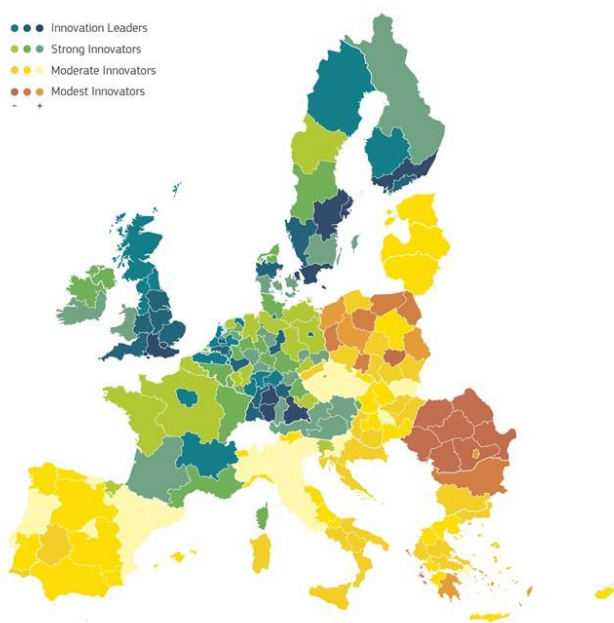 Innovation Leaders
Strong Innovators
Moderate Innovators
Modest Innovators
- +